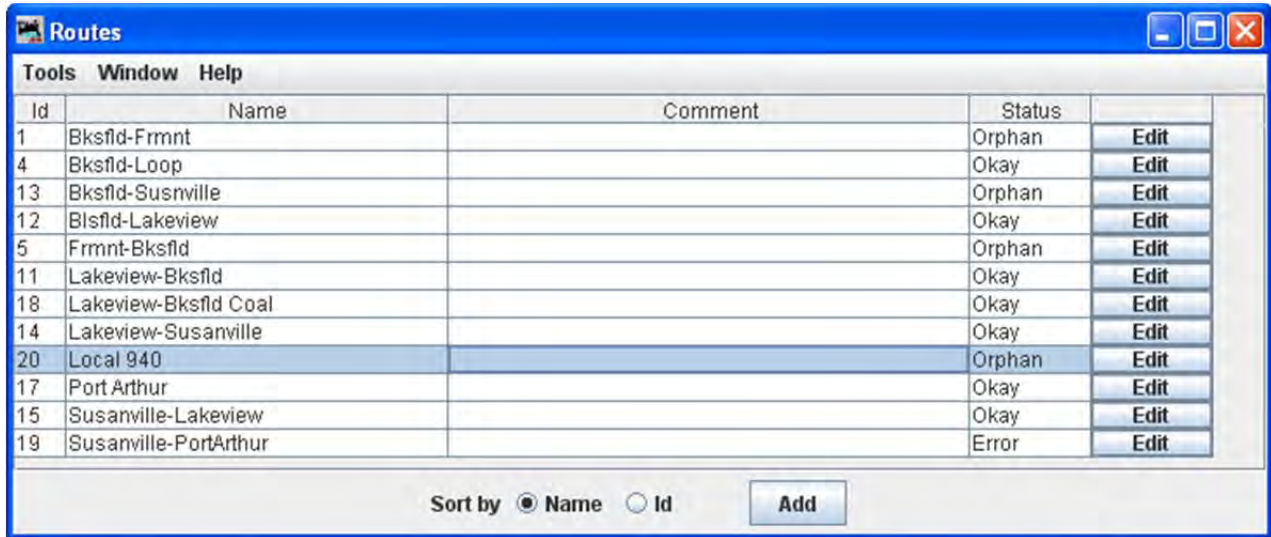 Routes
Tools Window Help
Id Name Comment Status
1 Bksfld-Frmnt Orphan Edit
4 Bksfld-Loop Okay Edit
13 Bksfld-Susnville Orphan Edit
12 Blsfld-Lakeview Okay Edit
5 Frmnt-Bksfld Orphan Edit
11 Lakeview-Bksfld Okay Edit
18 Lakeview-Bksfld Coal Okay Edit
14 Lakeview-Susanville Okay Edit
20 Local 940 Orphan Edit
17 Port Arthur Okay Edit
15 Susanville-Lakeview Okay Edit
19 Susanville-PortArthur Error Edit
Sort by Name Id Add